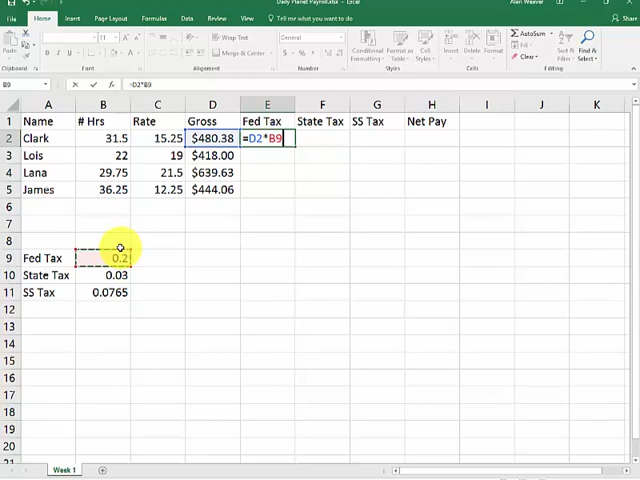 Daily Planet Payroll.xlsx - Excel
Alan Weaver
File Home Insert Page Layout Formulas Data Review View Tell me what you want to do Share
Wrap Text
Merge & Center
Conditional Formatting
Format as Table
Cell Styles
Insert
Delete
Format
AutoSum
Fill
Clear
Sort & Filter
Find & Select
Clipboard Font Alignment Number Styles Cells Editing
B9 =D2*B9
A B C D E F G H I J K
1 Name # Hrs Rate Gross Fed Tax State Tax SS Tax Net Pay
2 Clark 31.5 15.25 $480.38 =D2*B9
3 Lois 22 19 $418.00
4 Lana 29.75 21.5 $639.63
5 James 36.25 12.25 $444.06
6
7
8
9 Fed Tax 0.2
10 State Tax 0.03
11 SS Tax 0.0765
12
13
14
15
16
17
18
19
20
21
Week 1